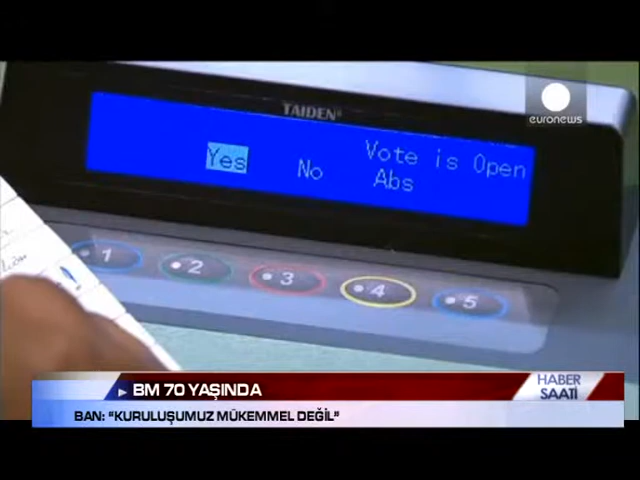 euronews
TAIDEN®
Vote is Open
Yes No Abs
1 2 3 4 5
BM 70 YAŞINDA
HABER
SAATİ
BAN: "KURULUŞUMUZ MÜKEMMEL DEĞİL"